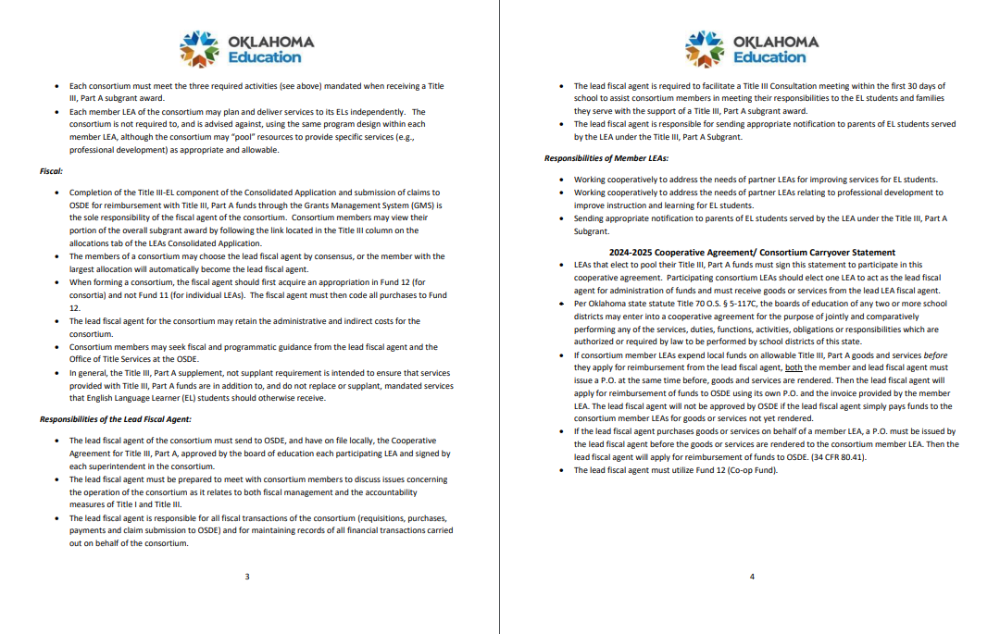 OKLAHOMA
Education
• Each consortium must meet the three required activities (see above) mandated when receiving a Title
III, Part A subgrant award.
• Each member LEA of the consortium may plan and deliver services to its ELs independently. The
consortium is not required to, and is advised against, using the same program design within each
member LEA, although the consortium may “pool” resources to provide specific services (e.g.,
professional development) as appropriate and allowable.
Fiscal:
• Completion of the Title III-EL component of the Consolidated Application and submission of claims to
OSDE for reimbursement with Title III, Part A funds through the Grants Management System (GMS) is
the sole responsibility of the fiscal agent of the consortium. Consortium members may view their
portion of the overall subgrant award by following the link located in the Title III column on the
allocations tab of the LEAs Consolidated Application.
• The members of a consortium may choose the lead fiscal agent by consensus, or the member with the
largest allocation will automatically become the lead fiscal agent.
• When forming a consortium, the fiscal agent should first acquire an appropriation in Fund 12 (for
consortia) and not Fund 11 (for individual LEAs). The fiscal agent must then code all purchases to Fund
12.
• The lead fiscal agent for the consortium may retain the administrative and indirect costs for the
consortium.
• Consortium members may seek fiscal and programmatic guidance from the lead fiscal agent and the
Office of Title Services at the OSDE.
• In general, the Title III, Part A supplement, not supplant requirement is intended to ensure that services
provided with Title III, Part A funds are in addition to, and do not replace or supplant, mandated services
that English Language Learner (EL) students should otherwise receive.
Responsibilities of the Lead Fiscal Agent:
• The lead fiscal agent of the consortium must send to OSDE, and have on file locally, the Cooperative
Agreement for Title III, Part A, approved by the board of education each participating LEA and signed by
each superintendent in the consortium.
• The lead fiscal agent must be prepared to meet with consortium members to discuss issues concerning
the operation of the consortium as it relates to both fiscal management and the accountability
measures of Title I and Title III.
• The lead fiscal agent is responsible for all fiscal transactions of the consortium (requisitions, purchases,
payments and claim submission to OSDE) and for maintaining records of all financial transactions carried
out on behalf of the consortium.
3
OKLAHOMA
Education
• The lead fiscal agent is required to facilitate a Title III Consultation meeting within the first 30 days of
school to assist consortium members in meeting their responsibilities to the EL students and families
they serve with the support of a Title III, Part A subgrant award.
• The lead fiscal agent is responsible for sending appropriate notification to parents of EL students served
by the LEA under the Title III, Part A Subgrant.
Responsibilities of Member LEAs:
• Working cooperatively to address the needs of partner LEAs for improving services for EL students.
• Working cooperatively to address the needs of partner LEAs relating to professional development to
improve instruction and learning for EL students.
• Sending appropriate notification to parents of EL students served by the LEA under the Title III, Part A
Subgrant.
2024-2025 Cooperative Agreement/ Consortium Carryover Statement
• LEAs that elect to pool their Title III, Part A funds must sign this statement to participate in this
cooperative agreement. Participating consortium LEAs should elect one LEA to act as the lead fiscal
agent for administration of funds and must receive goods or services from the lead LEA fiscal agent.
• Per Oklahoma state statute Title 70 O.S. § 5-117C, the boards of education of any two or more school
districts may enter into a cooperative agreement for the purpose of jointly and comparatively
performing any of the services, duties, functions, activities, obligations or responsibilities which are
authorized or required by law to be performed by school districts of this state.
• If consortium member LEAs expend local funds on allowable Title III, Part A goods and services before
they apply for reimbursement from the lead fiscal agent, both the member and lead fiscal agent must
issue a P.O. at the same time before, goods and services are rendered. Then the lead fiscal agent will
apply for reimbursement of funds to OSDE using its own P.O. and the invoice provided by the member
LEA. The lead fiscal agent will not be approved by OSDE if the lead fiscal agent simply pays funds to the
consortium member LEAs for goods or services not yet rendered.
• If the lead fiscal agent purchases goods or services on behalf of a member LEA, a P.O. must be issued by
the lead fiscal agent before the goods or services are rendered to the consortium member LEA. Then the
lead fiscal agent will apply for reimbursement of funds to OSDE. (34 CFR 80.41).
• The lead fiscal agent must utilize Fund 12 (Co-op Fund).
4